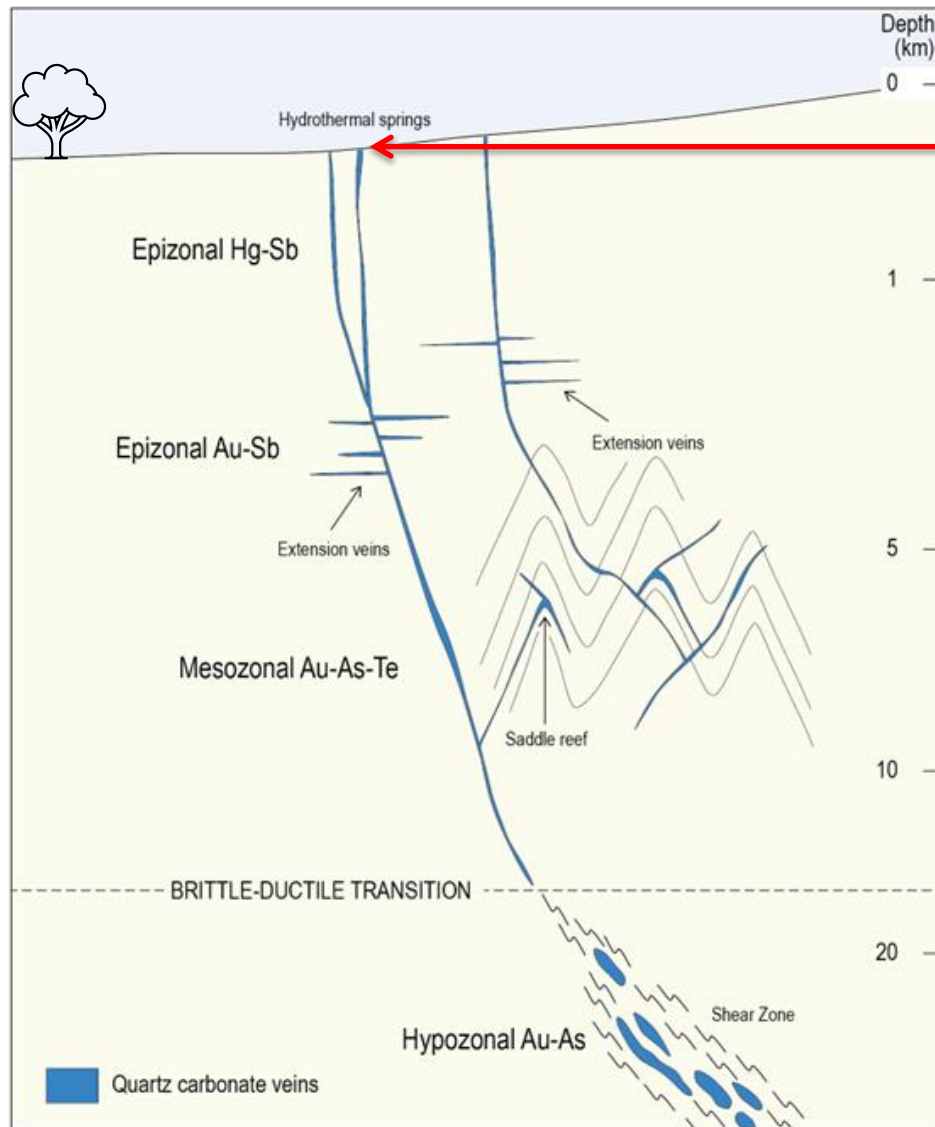 Depth
(km)
0
Hydrothermal springs
Epizonal Hg-Sb
1
Extension veins
Epizonal Au-Sb
Extension veins
5
Mesozonal Au-As-Te
Saddle reef
10
BRITTLE-DUCTILE TRANSITION
20
Shear Zone
Hypozonal Au-As
Quartz carbonate veins